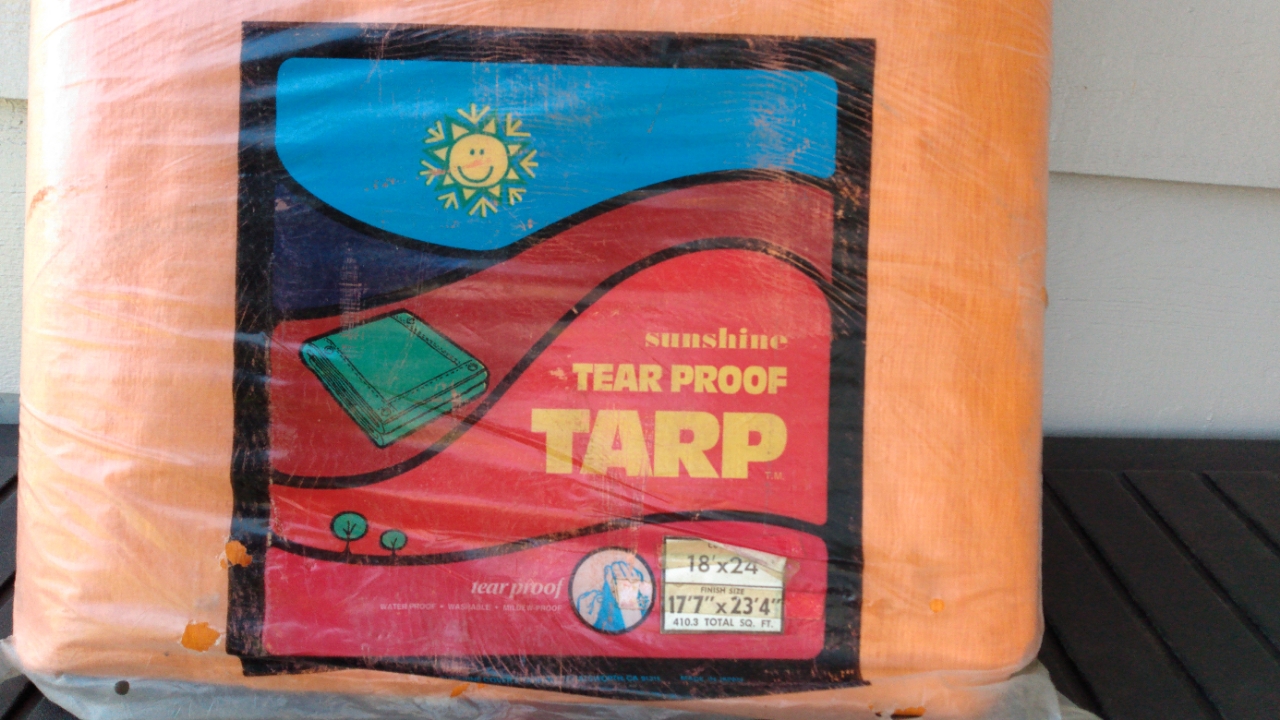 sunshine
TEAR PROOF
TARP
T.M.
tear proof
WATER PROOF • WASHABLE • MILDEW-PROOF
18'x24'
FINISH SIZE
17'7"x23'4"
410.3 TOTAL SQ. FT.